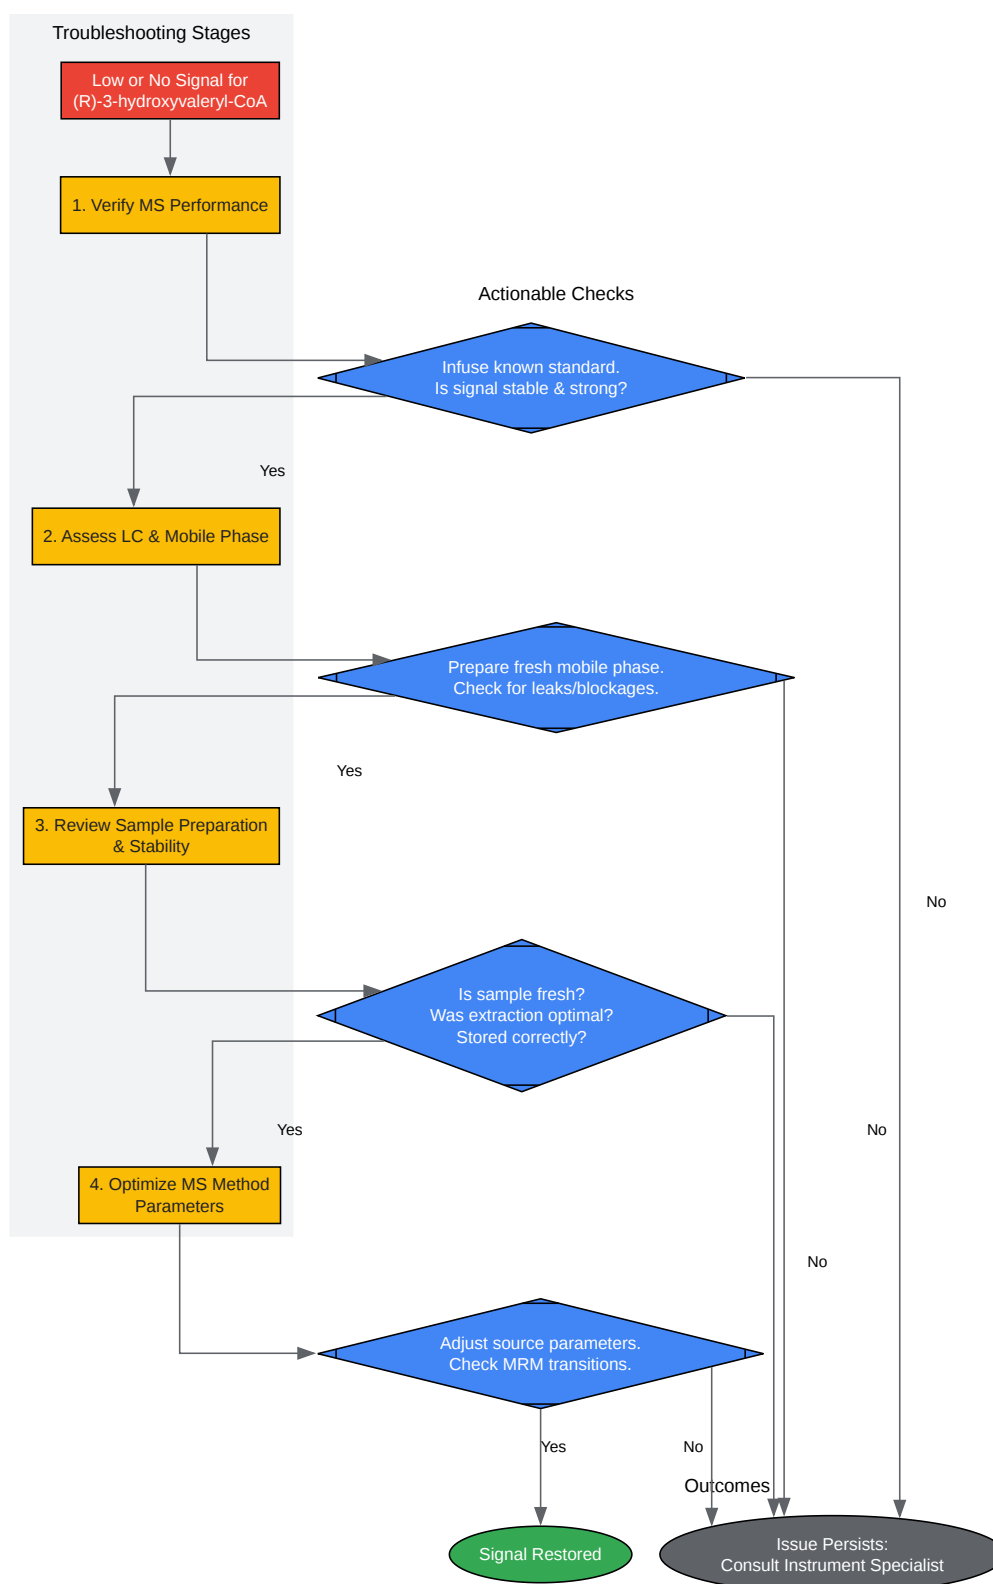 Troubleshooting Stages
Low or No Signal for
(R)-3-hydroxyvaleryl-CoA
1. Verify MS Performance
Actionable Checks
Infuse known standard.
Is signal stable & strong?
Yes
2. Assess LC & Mobile Phase
Prepare fresh mobile phase.
Check for leaks/blockages.
Yes
3. Review Sample Preparation
& Stability
No
Is sample fresh?
Was extraction optimal?
Stored correctly?
Yes
No
4. Optimize MS Method
Parameters
No
Adjust source parameters.
Check MRM transitions.
Yes
No
Outcomes
Signal Restored
Issue Persists:
Consult Instrument Specialist